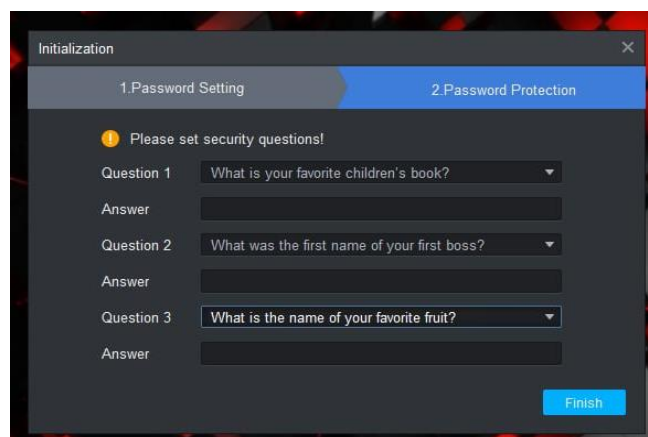 Initialization
1.Password Setting
2.Password Protection
Please set security questions!
Question 1 What is your favorite children's book?
Answer
Question 2 What was the first name of your first boss?
Answer
Question 3 What is the name of your favorite fruit?
Answer
Finish